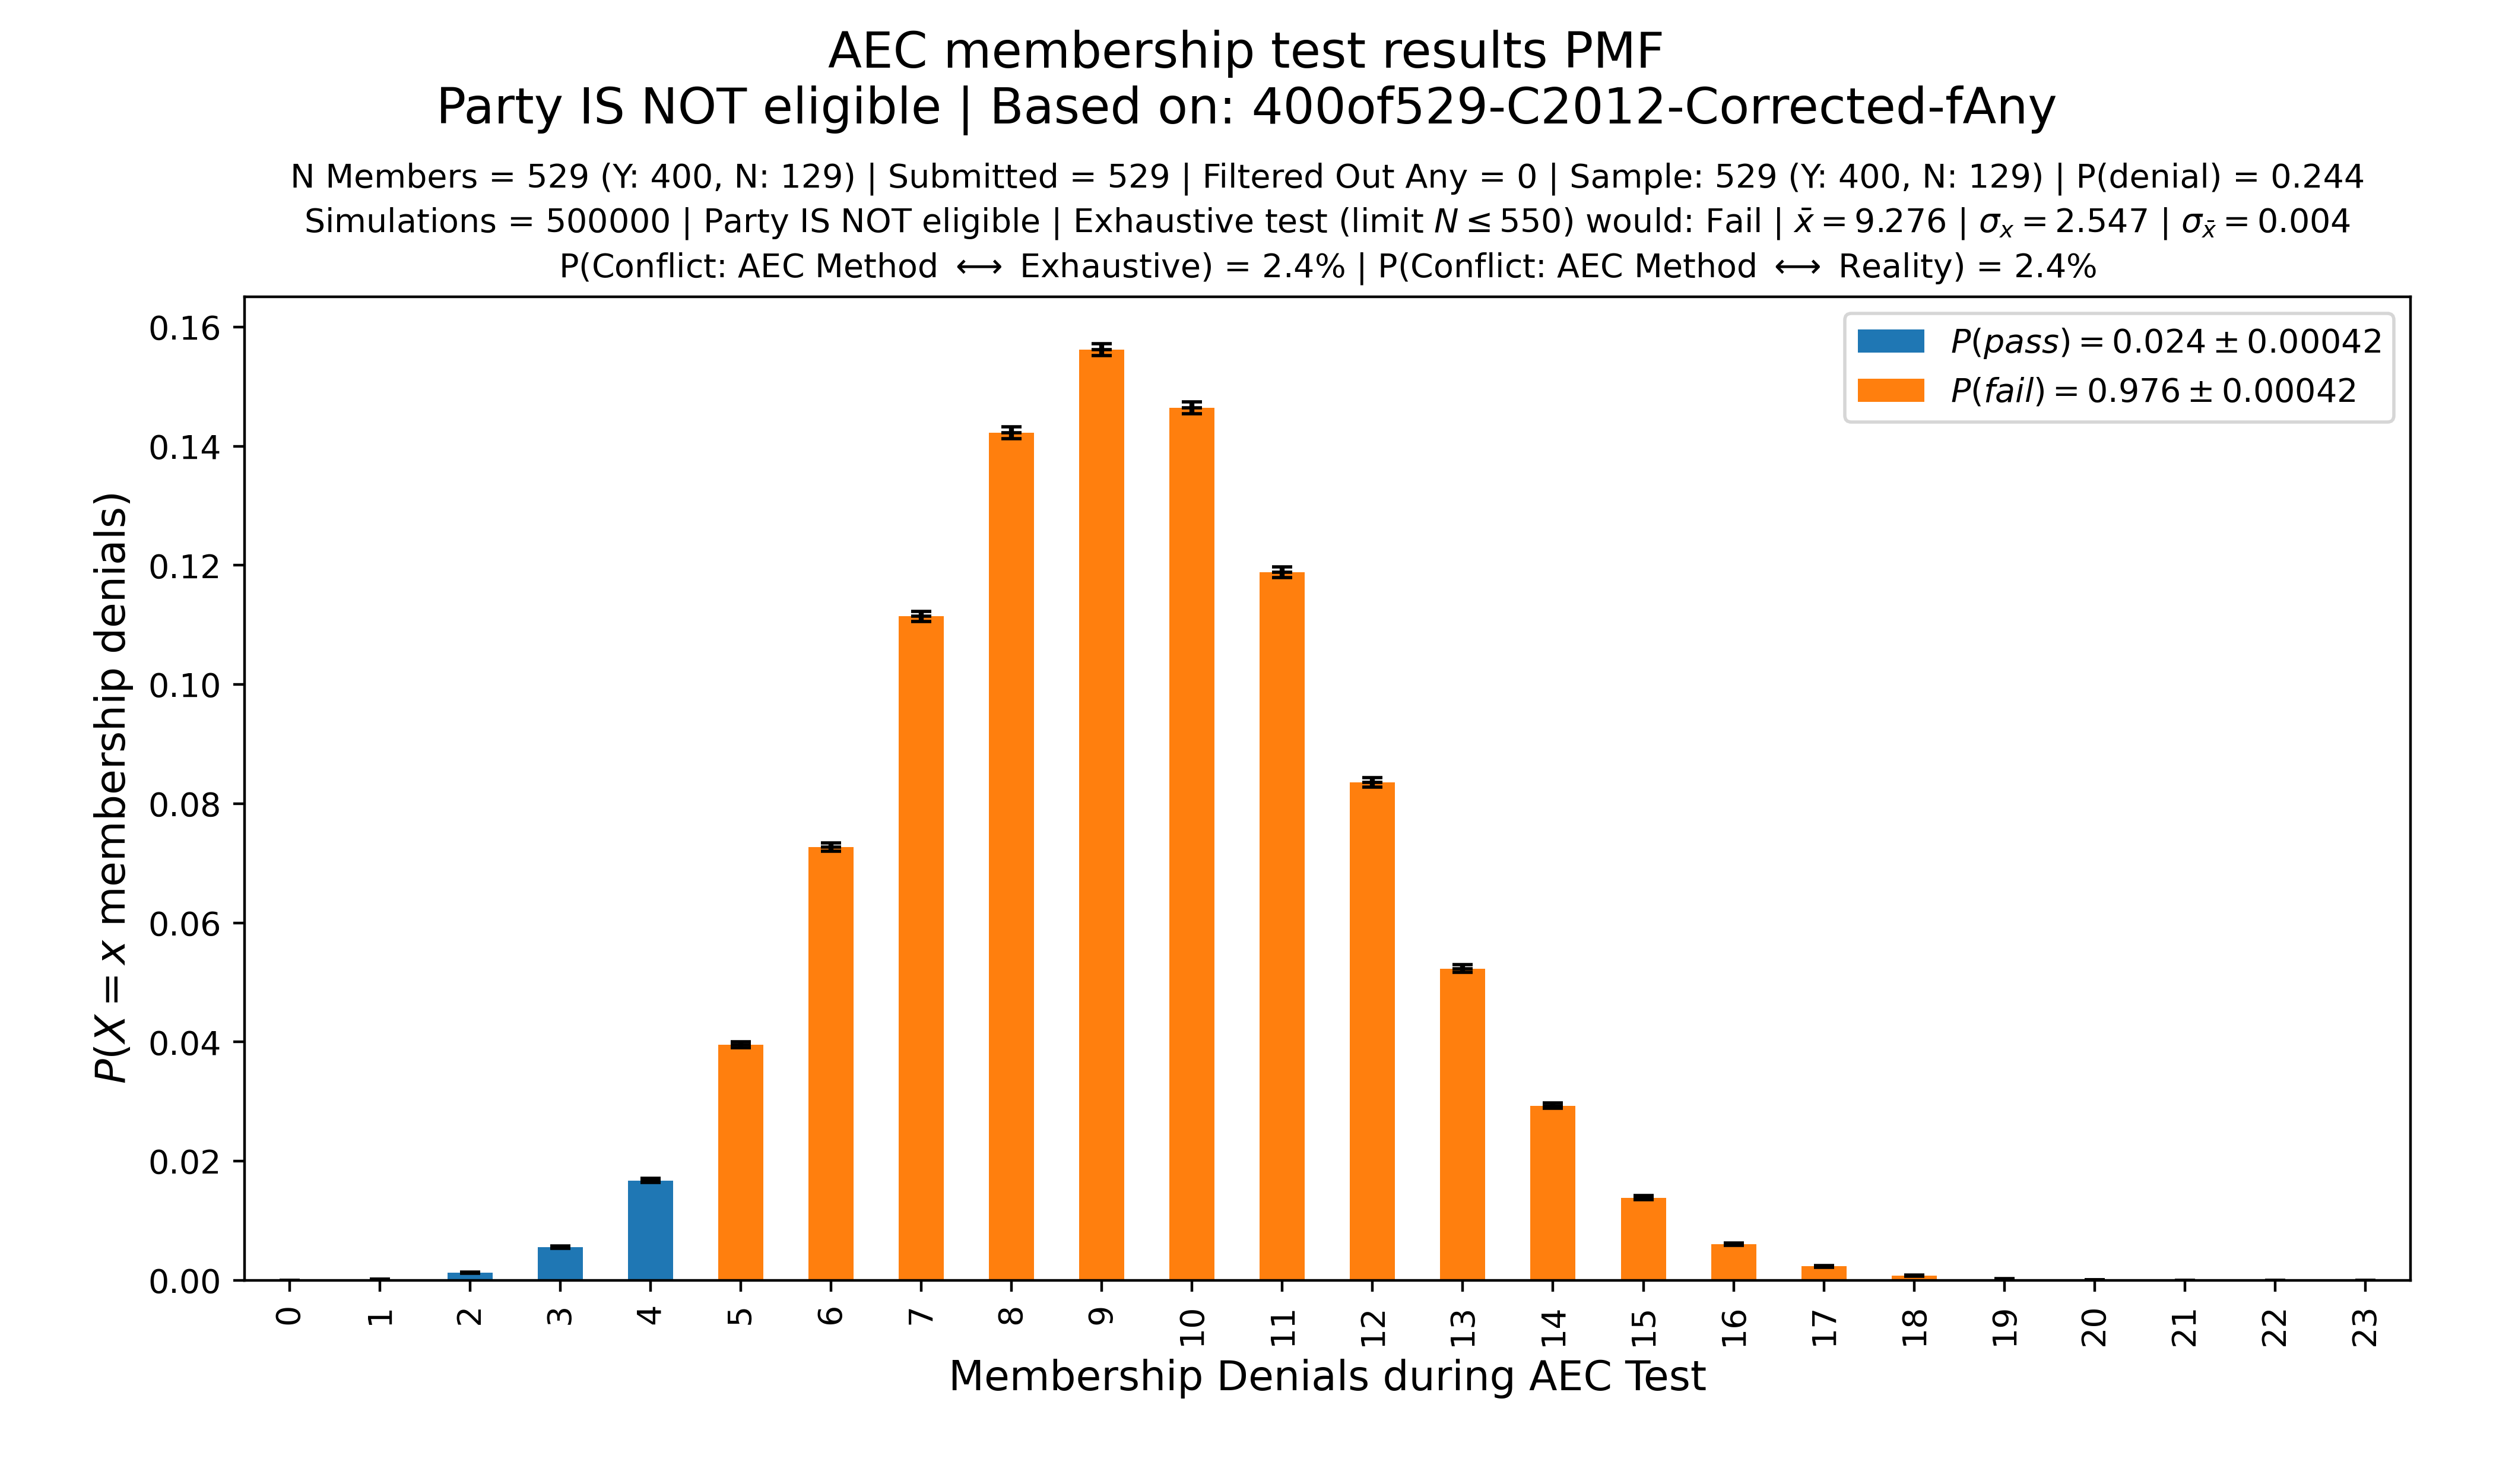 AEC membership test results PMF
Party IS NOT eligible | Based on: 400of529-C2012-Corrected-fAny
N Members = 529 (Y: 400, N: 129) | Submitted = 529 | Filtered Out Any = 0 | Sample: 529 (Y: 400, N: 129) | P(denial) = 0.244
Simulations = 500000 | Party IS NOT eligible | Exhaustive test (limit N ≤ 550) would: Fail | x̄ = 9.276 | σₓ = 2.547 | σ_x̄ = 0.004
P(Conflict: AEC Method ⟷ Exhaustive) = 2.4% | P(Conflict: AEC Method ⟷ Reality) = 2.4%
P(pass) = 0.024 ± 0.00042
P(fail) = 0.976 ± 0.00042
P(X = x membership denials)
0.16
0.14
0.12
0.10
0.08
0.06
0.04
0.02
0.00
0 1 2 3 4 5 6 7 8 9 10 11 12 13 14 15 16 17 18 19 20 21 22 23
Membership Denials during AEC Test